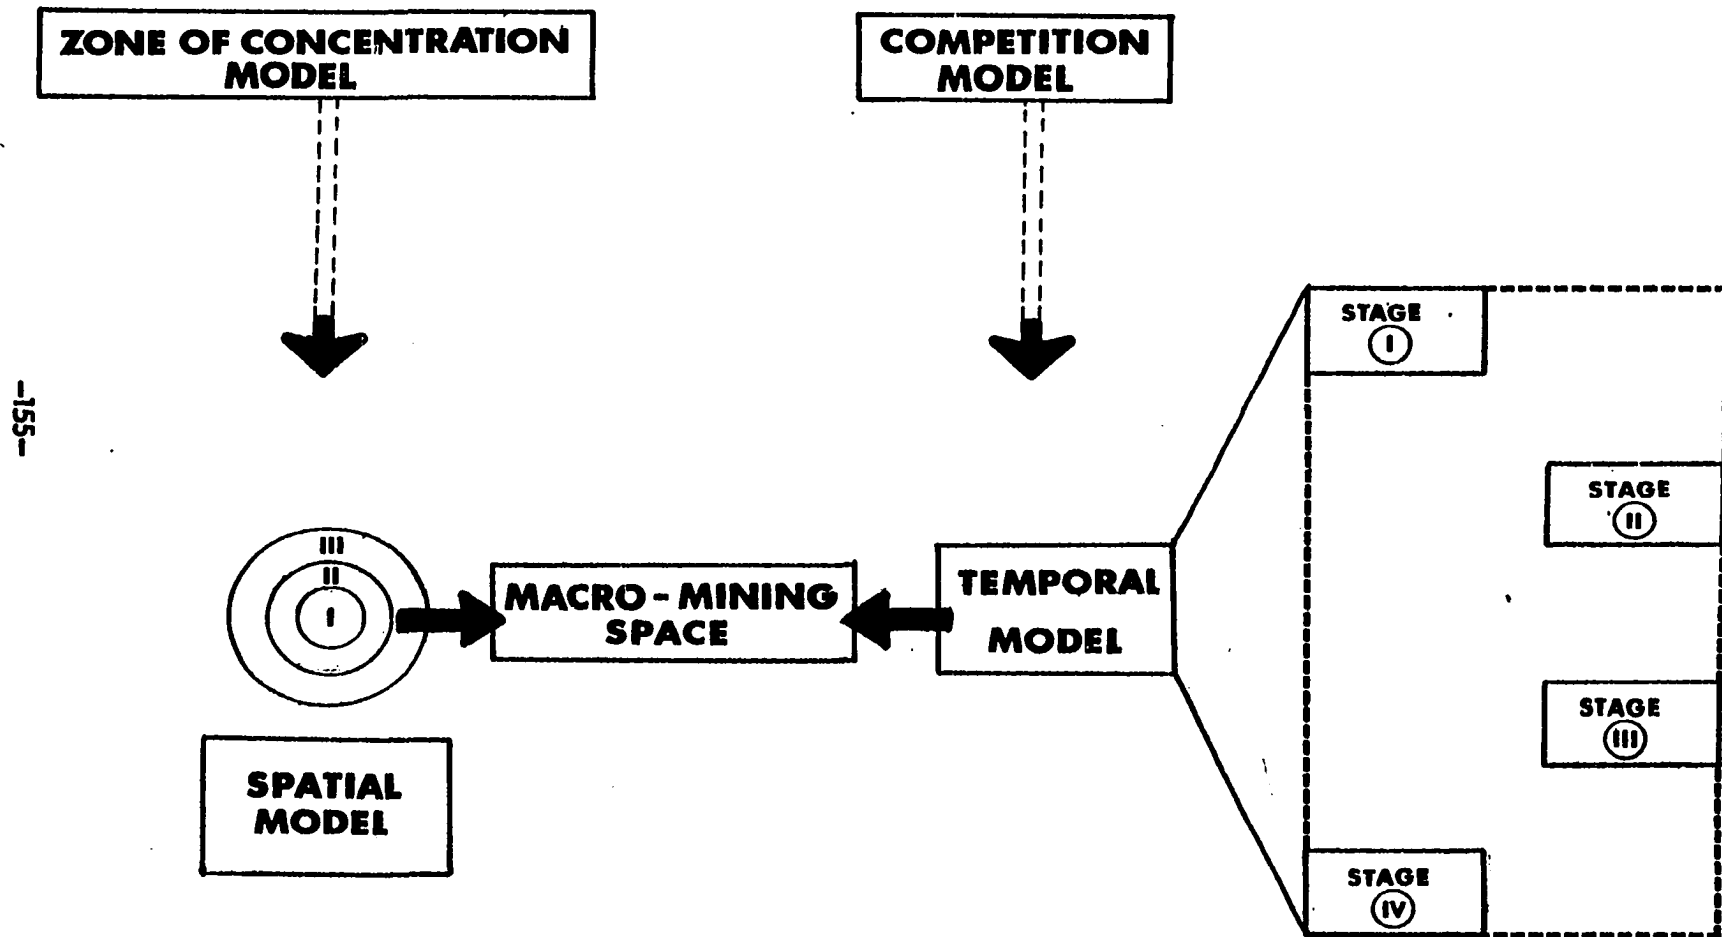 ZONE OF CONCENTRATION
MODEL
COMPETITION
MODEL
STAGE
I
STAGE
II
-155-
III
II
I
MACRO-MINING
SPACE
TEMPORAL
MODEL
STAGE
III
SPATIAL
MODEL
STAGE
IV